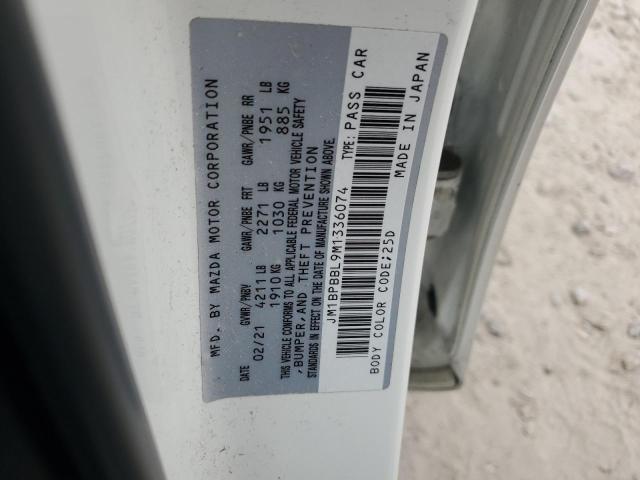 MFD. BY MAZDA MOTOR CORPORATION
GVWR/PNBV GAWR/PNBE FRT GAWR/PNBE RR
02/21 4211 LB 2271 LB 1951 LB
1910 KG 1030 KG 885 KG
THIS VEHICLE CONFORMS TO ALL APPLICABLE FEDERAL MOTOR VEHICLE SAFETY
,BUMPER,AND THEFT PREVENTION
STANDARDS IN EFFECT ON THE DATE OF MANUFACTURE SHOWN ABOVE.
JM1BPBBL9M1336074 TYPE:PASS CAR
BODY COLOR CODE;25D MADE IN JAPAN